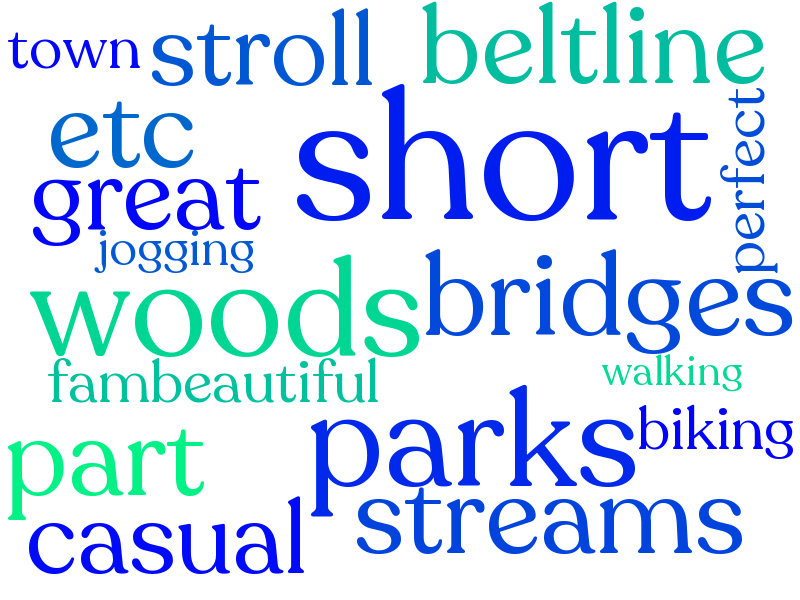 town stroll beltline
etc short perfect
great
jogging
woods bridges
fambeautiful walking
part parks biking
casual streams